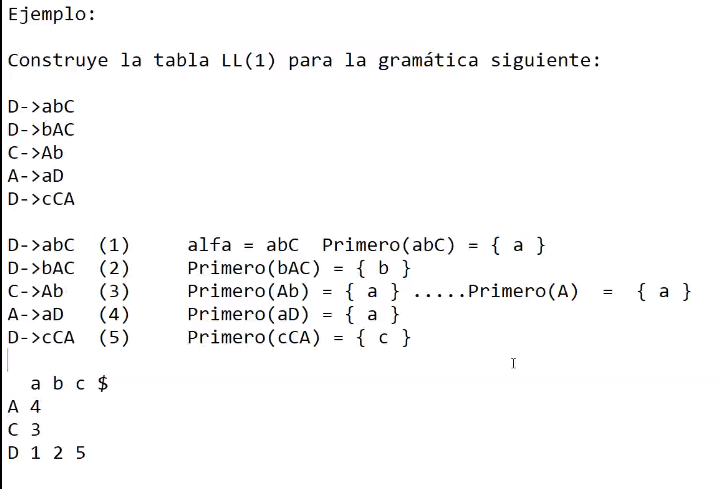 Ejemplo:
Construye la tabla LL(1) para la gramática siguiente:
D->abC
D->bAC
C->Ab
A->aD
D->cCA
D->abC  (1)     alfa = abC  Primero(abC) = { a }
D->bAC  (2)     Primero(bAC) = { b }
C->Ab   (3)     Primero(Ab) = { a } .....Primero(A)  =  { a }
A->aD   (4)     Primero(aD) = { a }
D->cCA  (5)     Primero(cCA) = { c }
  a b c $
A 4
C 3
D 1 2 5